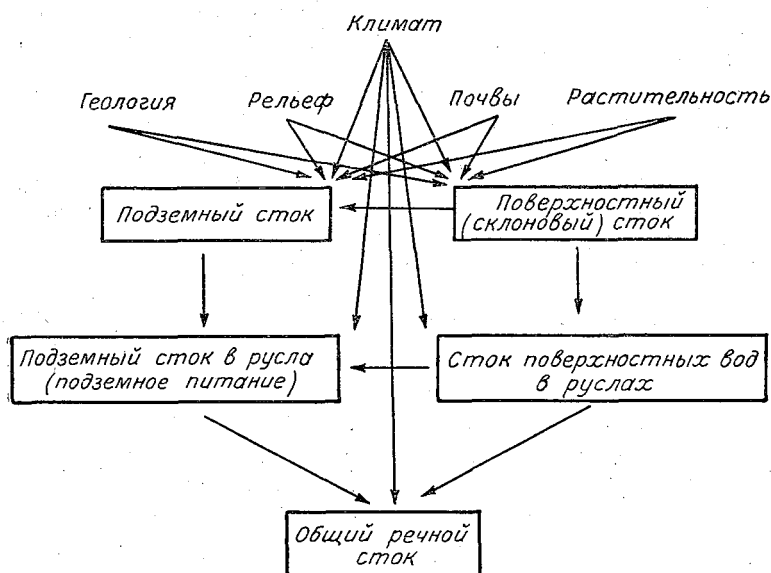 Климат
Геология Рельеф Почвы Растительность
Подземный сток
Поверхностный
(склоновый) сток
Подземный сток в русла
(подземное питание)
Сток поверхностных вод
в руслах
Общий речной
сток